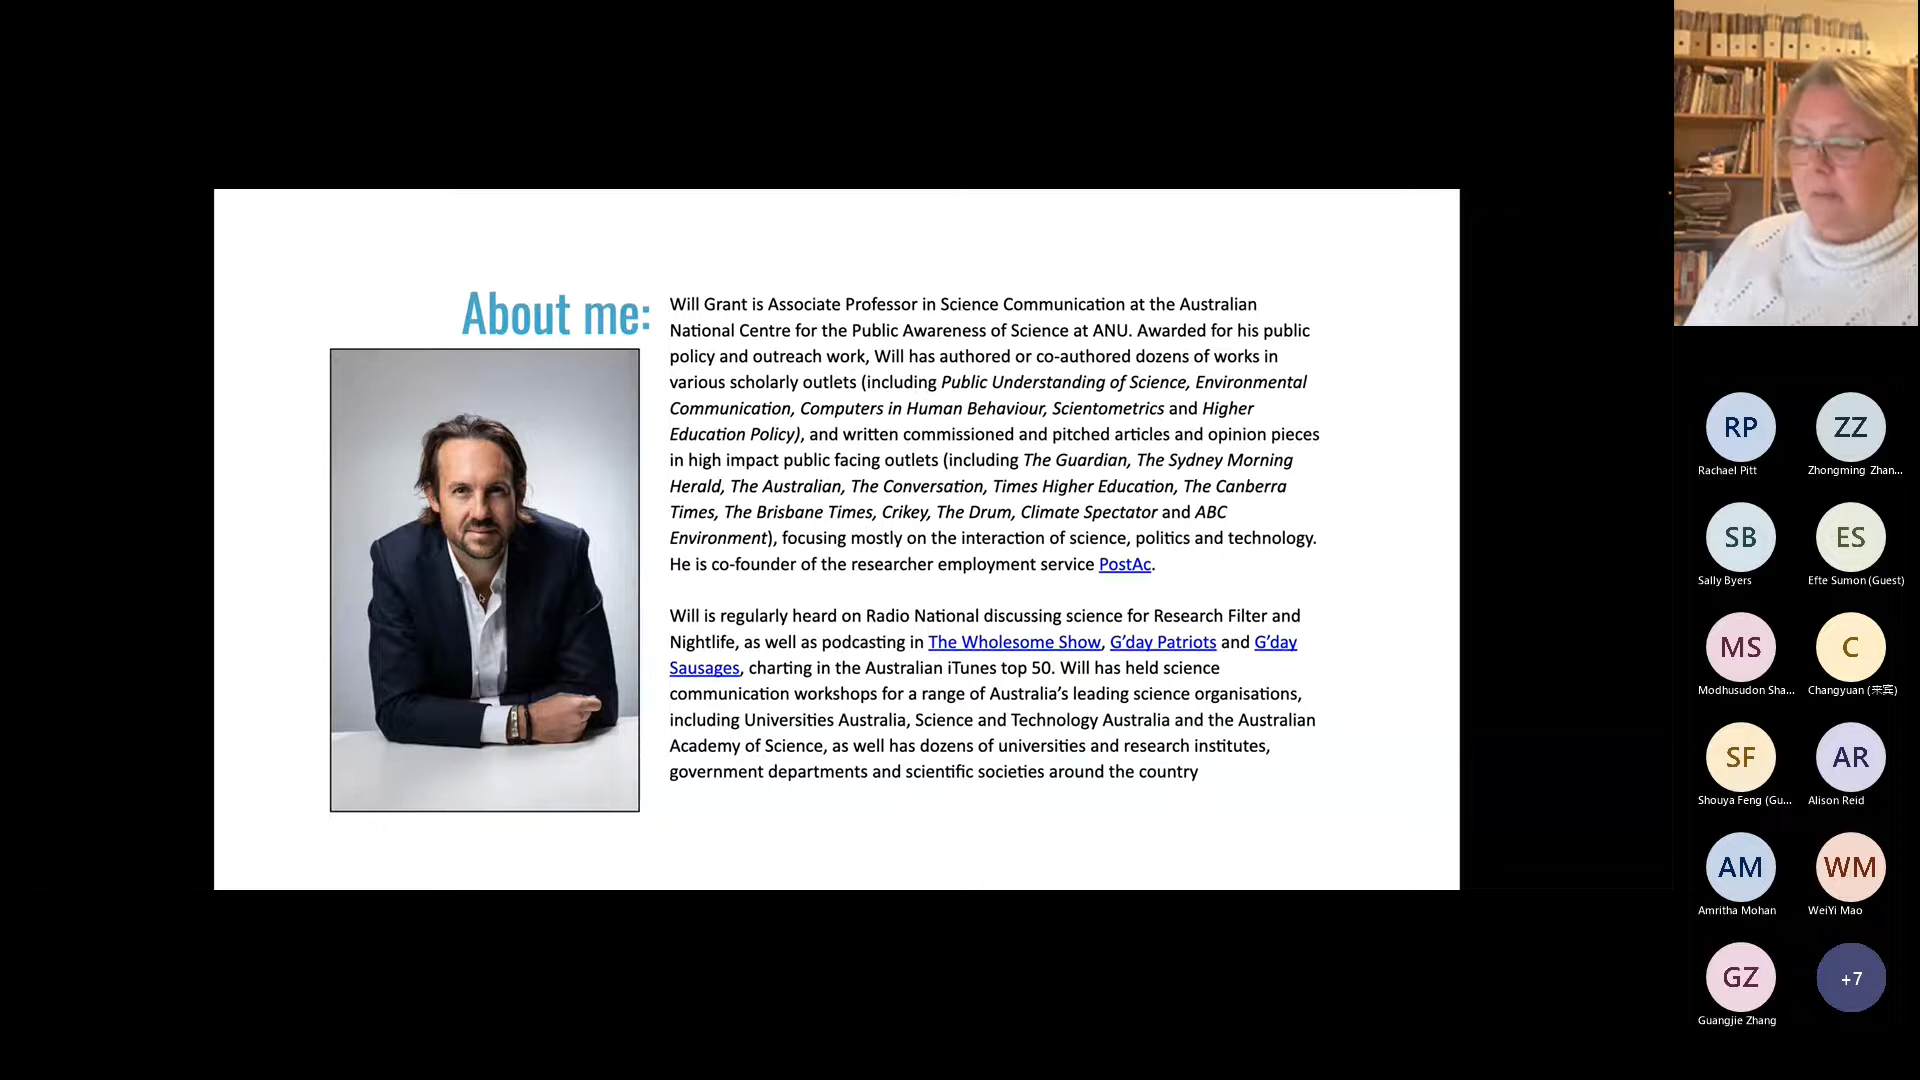 About me:
Will Grant is Associate Professor in Science Communication at the Australian
National Centre for the Public Awareness of Science at ANU. Awarded for his public
policy and outreach work, Will has authored or co-authored dozens of works in
various scholarly outlets (including Public Understanding of Science, Environmental
Communication, Computers in Human Behaviour, Scientometrics and Higher
Education Policy), and written commissioned and pitched articles and opinion pieces
in high impact public facing outlets (including The Guardian, The Sydney Morning
Herald, The Australian, The Conversation, Times Higher Education, The Canberra
Times, The Brisbane Times, Crikey, The Drum, Climate Spectator and ABC
Environment), focusing mostly on the interaction of science, politics and technology.
He is co-founder of the researcher employment service PostAc.
Will is regularly heard on Radio National discussing science for Research Filter and
Nightlife, as well as podcasting in The Wholesome Show, G’day Patriots and G’day
Sausages, charting in the Australian iTunes top 50. Will has held science
communication workshops for a range of Australia’s leading science organisations,
including Universities Australia, Science and Technology Australia and the Australian
Academy of Science, as well has dozens of universities and research institutes,
government departments and scientific societies around the country
RP
Rachael Pitt
ZZ
Zhongming Zhan...
SB
Sally Byers
ES
Efte Sumon (Guest)
MS
Modhusudon Sha...
C
Changyuan (来宾)
SF
Shouya Feng (Gu...
AR
Alison Reid
AM
Amritha Mohan
WM
WeiYi Mao
GZ
Guangjie Zhang
+7